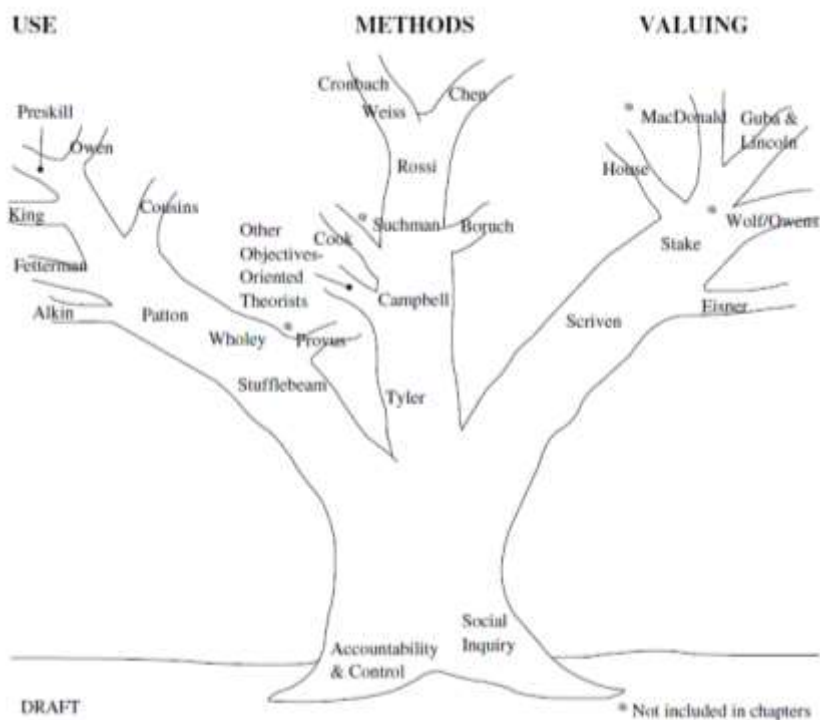 USE
METHODS
VALUING
Preskill
Owen
King
Cousins
Fetterman
Alkin
Patton
Wholey
Stufflebeam
* Provus
Other
Objectives-
Oriented
Theorists
Cronbach
Weiss
Chen
Rossi
* Suchman
Cook
Boruch
Campbell
Tyler
* MacDonald
Guba &
Lincoln
House
* Wolf/Owens
Stake
Eisner
Scriven
Accountability
& Control
Social
Inquiry
DRAFT
* Not included in chapters